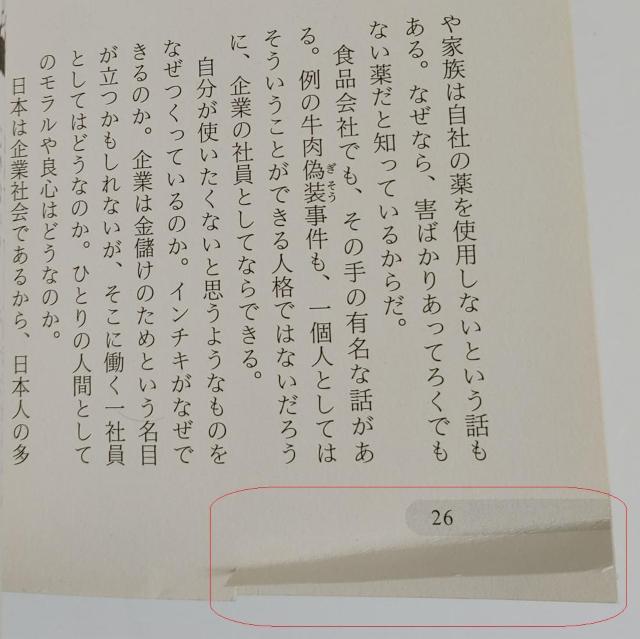 や家族は自社の薬を使用しないという話も
ある。なぜなら、害ばかりあってろくでも
ない薬だと知っているからだ。
食品会社でも、その手の有名な話があ
る。例の牛肉偽装事件も、一個人としては
ぎそう
そういうことができる人格ではないだろう
に、企業の社員としてならできる。
自分が使いたくないと思うようなものを
なぜつくっているのか。インチキがなぜで
きるのか。企業は金儲けのためという名目
が立つかもしれないが、そこに働く一社員
としてはどうなのか。ひとりの人間として
のモラルや良心はどうなのか。
日本は企業社会であるから、日本人の多
26